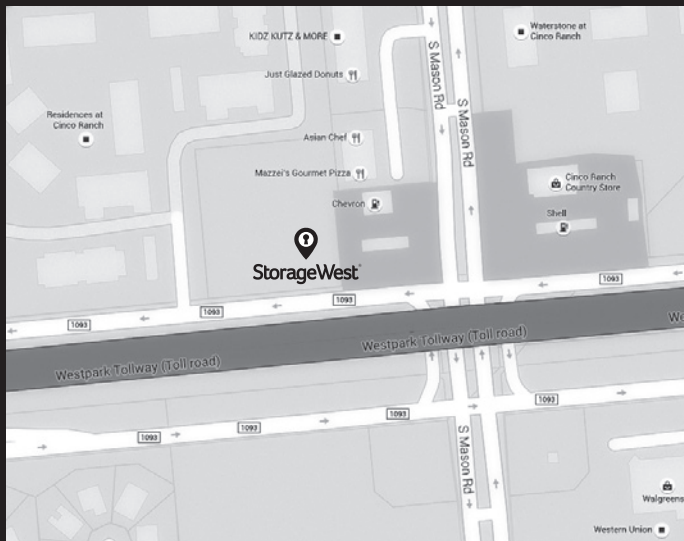 KIDZ KUTZ & MORE
Waterstone at
Cinco Ranch
S Mason Rd
S Mason Rd
Just Glazed Donuts
Residences at
Cinco Ranch
Asian Chef
Mazzei's Gourmet Pizza
Cinco Ranch
Country Store
Chevron
Shell
StorageWest
1093
1093
1093
1093
Westpark Tollway (Toll road)
Westpark Tollway (Toll road)
We
1093
1093
1093
1093
S Mason Rd
Walgreens
Western Union